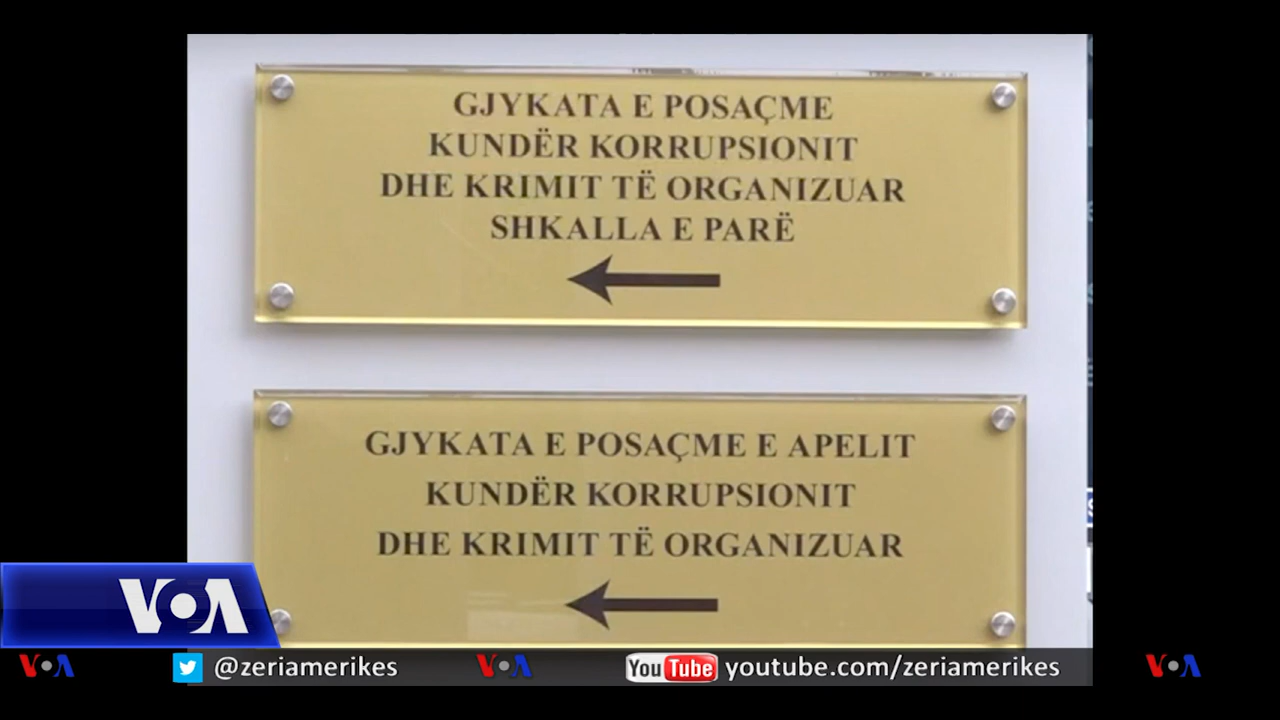 GJYKATA E POSAÇME
KUNDËR KORRUPSIONIT
DHE KRIMIT TË ORGANIZUAR
SHKALLA E PARË
GJYKATA E POSAÇME E APELIT
KUNDËR KORRUPSIONIT
DHE KRIMIT TË ORGANIZUAR
VOA
VOA @zeriamerikes VOA YouTube youtube.com/zeriamerikes VOA